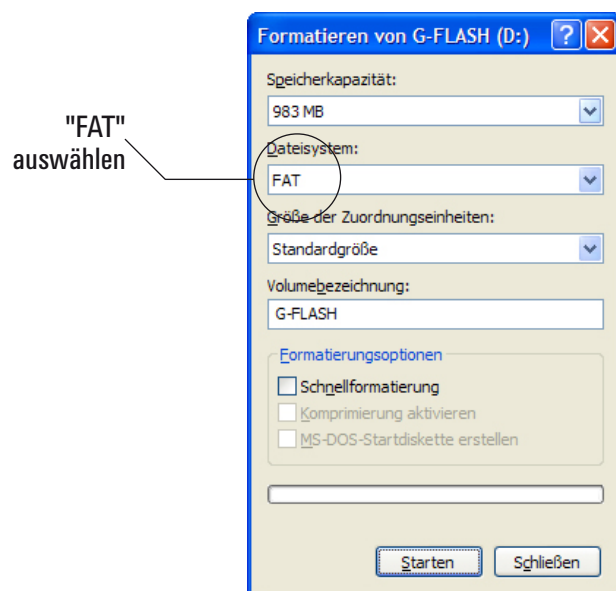 Formatieren von G-FLASH (D:)
Speicherkapazität:
983 MB
"FAT"
auswählen
Dateisystem:
FAT
Größe der Zuordnungseinheiten:
Standardgröße
Volumebezeichnung:
G-FLASH
Formatierungsoptionen
Schnellformatierung
Komprimierung aktivieren
MS-DOS-Startdiskette erstellen
Starten
Schließen